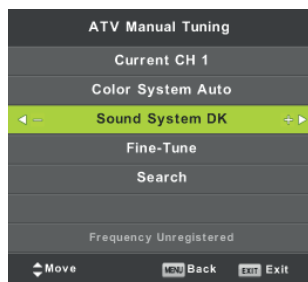 ATV Manual Tuning
Current CH 1
Color System Auto
Sound System DK
Fine-Tune
Search
Frequency Unregistered
Move MENU Back EXIT Exit